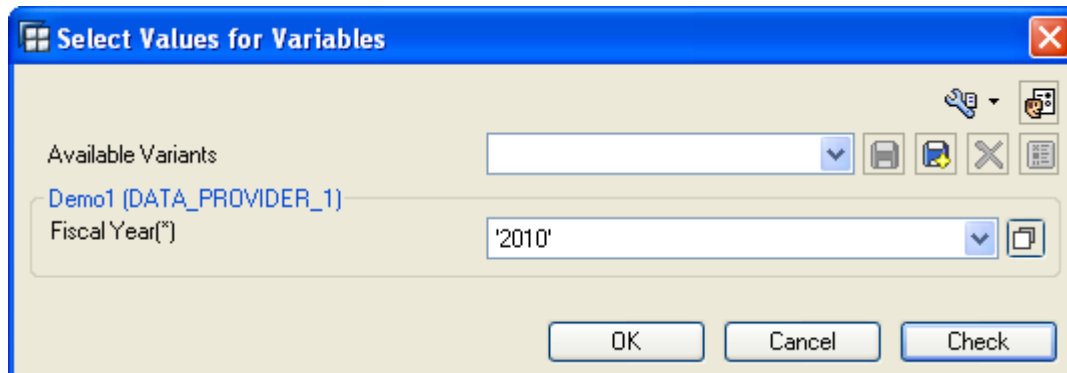 Select Values for Variables
Available Variants
Demo1 (DATA_PROVIDER_1)
Fiscal Year(*)
'2010'
OK
Cancel
Check